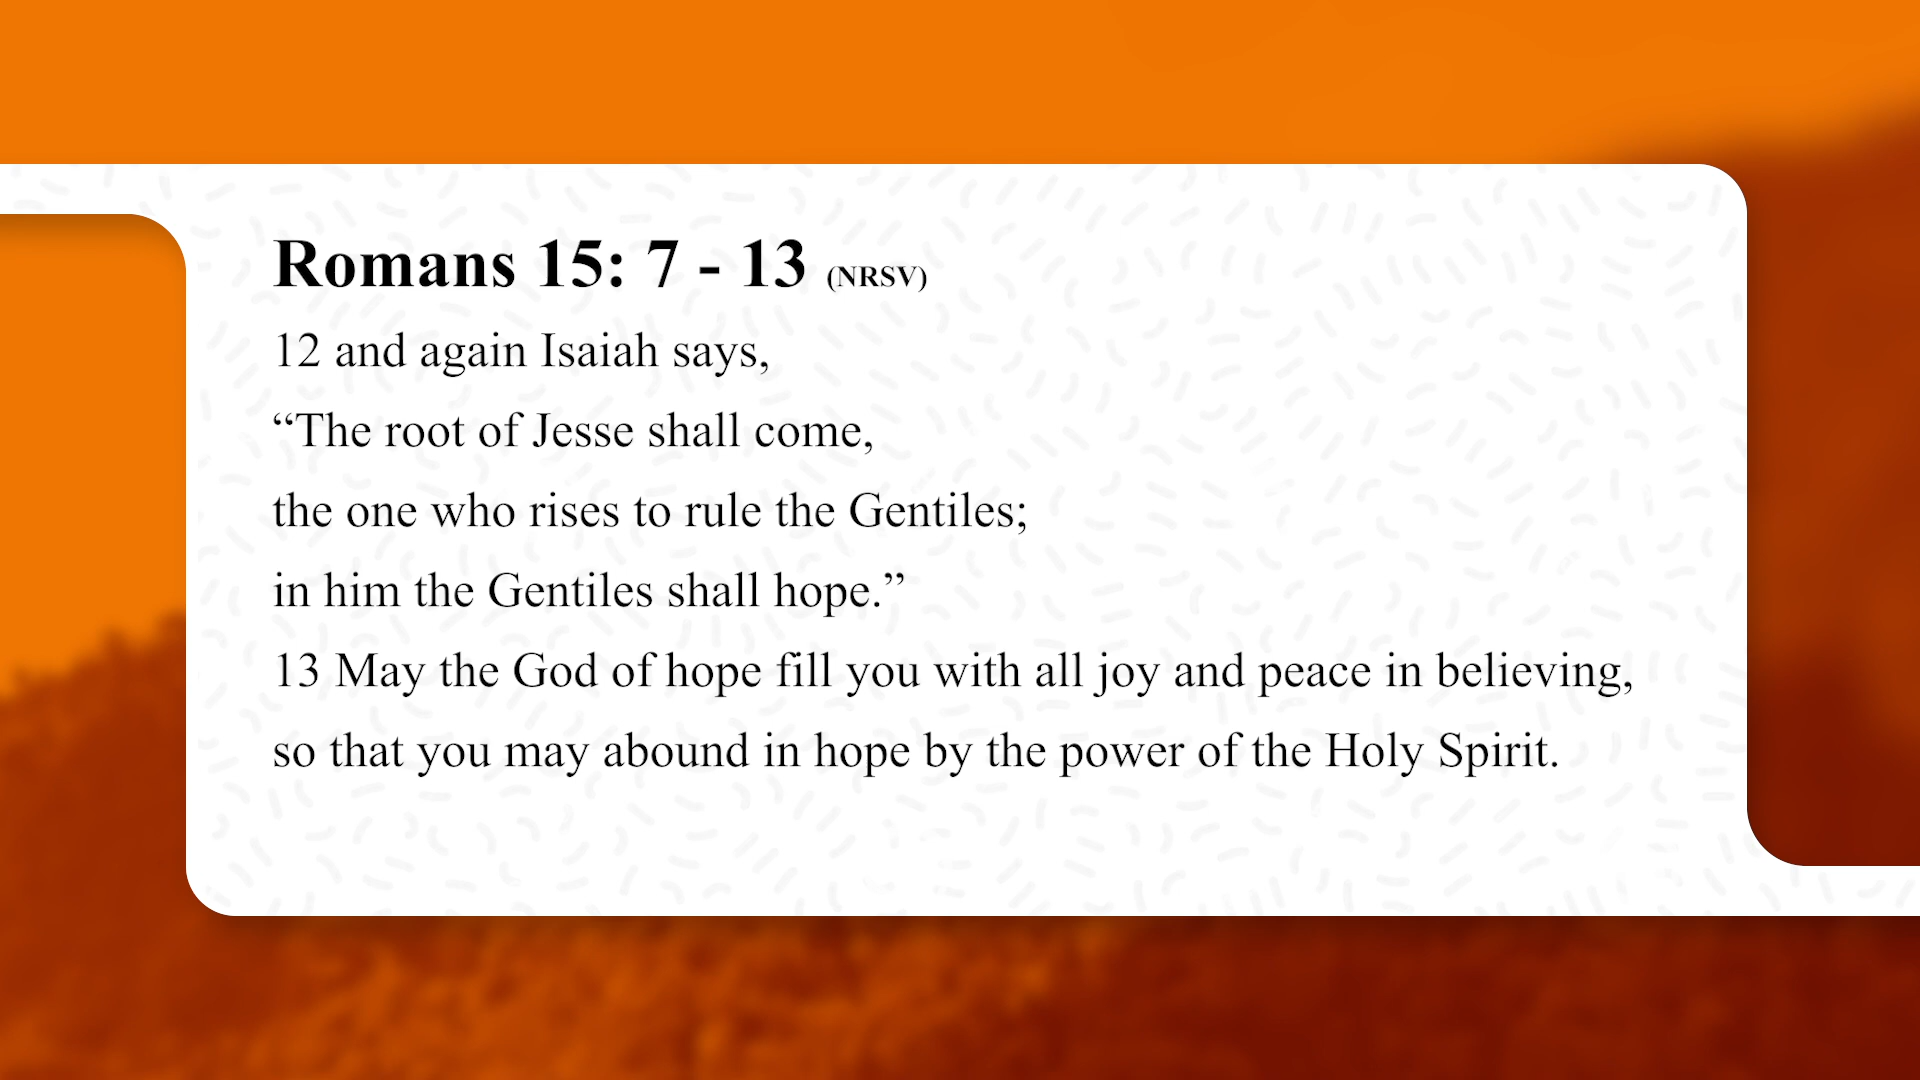 Romans 15: 7 - 13 (NRSV)
12 and again Isaiah says,
“The root of Jesse shall come,
the one who rises to rule the Gentiles;
in him the Gentiles shall hope.”
13 May the God of hope fill you with all joy and peace in believing,
so that you may abound in hope by the power of the Holy Spirit.